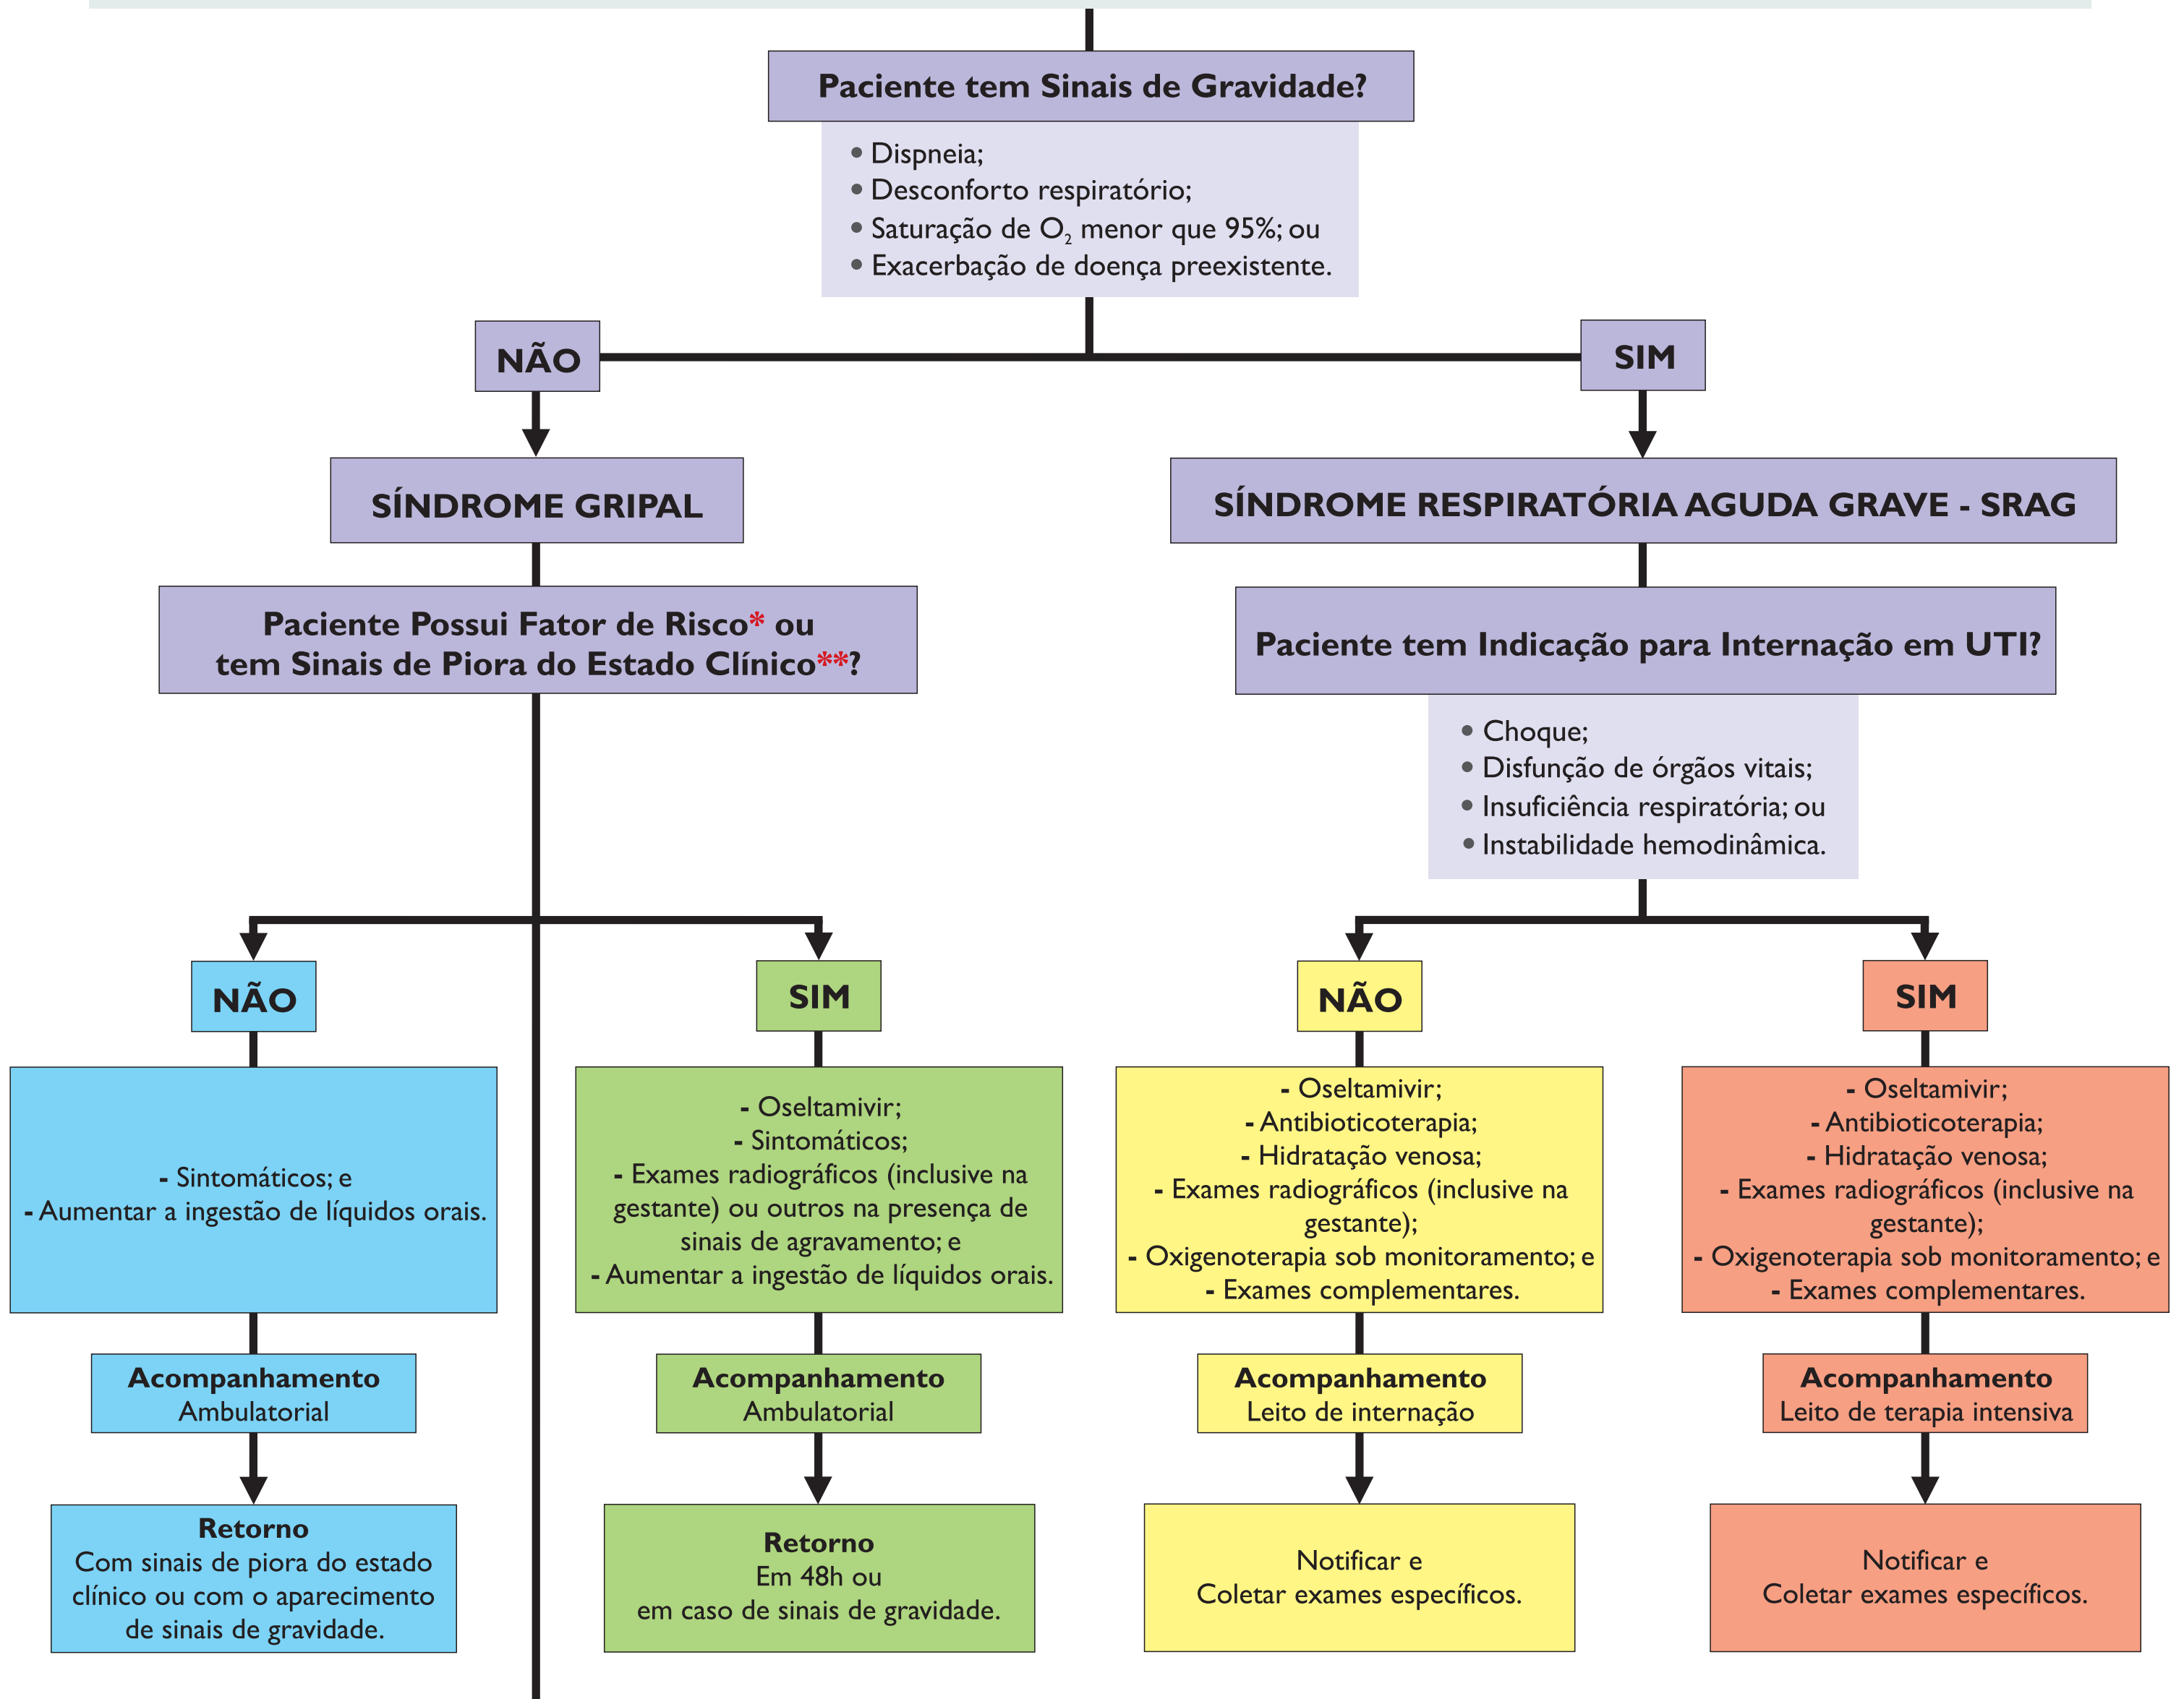 Paciente tem Sinais de Gravidade?
• Dispneia;
• Desconforto respiratório;
• Saturação de O₂ menor que 95%; ou
• Exacerbação de doença preexistente.
NÃO
SIM
SÍNDROME GRIPAL
SÍNDROME RESPIRATÓRIA AGUDA GRAVE - SRAG
Paciente Possui Fator de Risco* ou
tem Sinais de Piora do Estado Clínico**?
Paciente tem Indicação para Internação em UTI?
• Choque;
• Disfunção de órgãos vitais;
• Insuficiência respiratória; ou
• Instabilidade hemodinâmica.
NÃO
- Sintomáticos; e
- Aumentar a ingestão de líquidos orais.
Acompanhamento
Ambulatorial
Retorno
Com sinais de piora do estado
clínico ou com o aparecimento
de sinais de gravidade.
SIM
- Oseltamivir;
- Sintomáticos;
- Exames radiográficos (inclusive na
gestante) ou outros na presença de
sinais de agravamento; e
- Aumentar a ingestão de líquidos orais.
Acompanhamento
Ambulatorial
Retorno
Em 48h ou
em caso de sinais de gravidade.
NÃO
- Oseltamivir;
- Antibioticoterapia;
- Hidratação venosa;
- Exames radiográficos (inclusive na
gestante);
- Oxigenoterapia sob monitoramento; e
- Exames complementares.
Acompanhamento
Leito de internação
Notificar e
Coletar exames específicos.
SIM
- Oseltamivir;
- Antibioticoterapia;
- Hidratação venosa;
- Exames radiográficos (inclusive na
gestante);
- Oxigenoterapia sob monitoramento; e
- Exames complementares.
Acompanhamento
Leito de terapia intensiva
Notificar e
Coletar exames específicos.